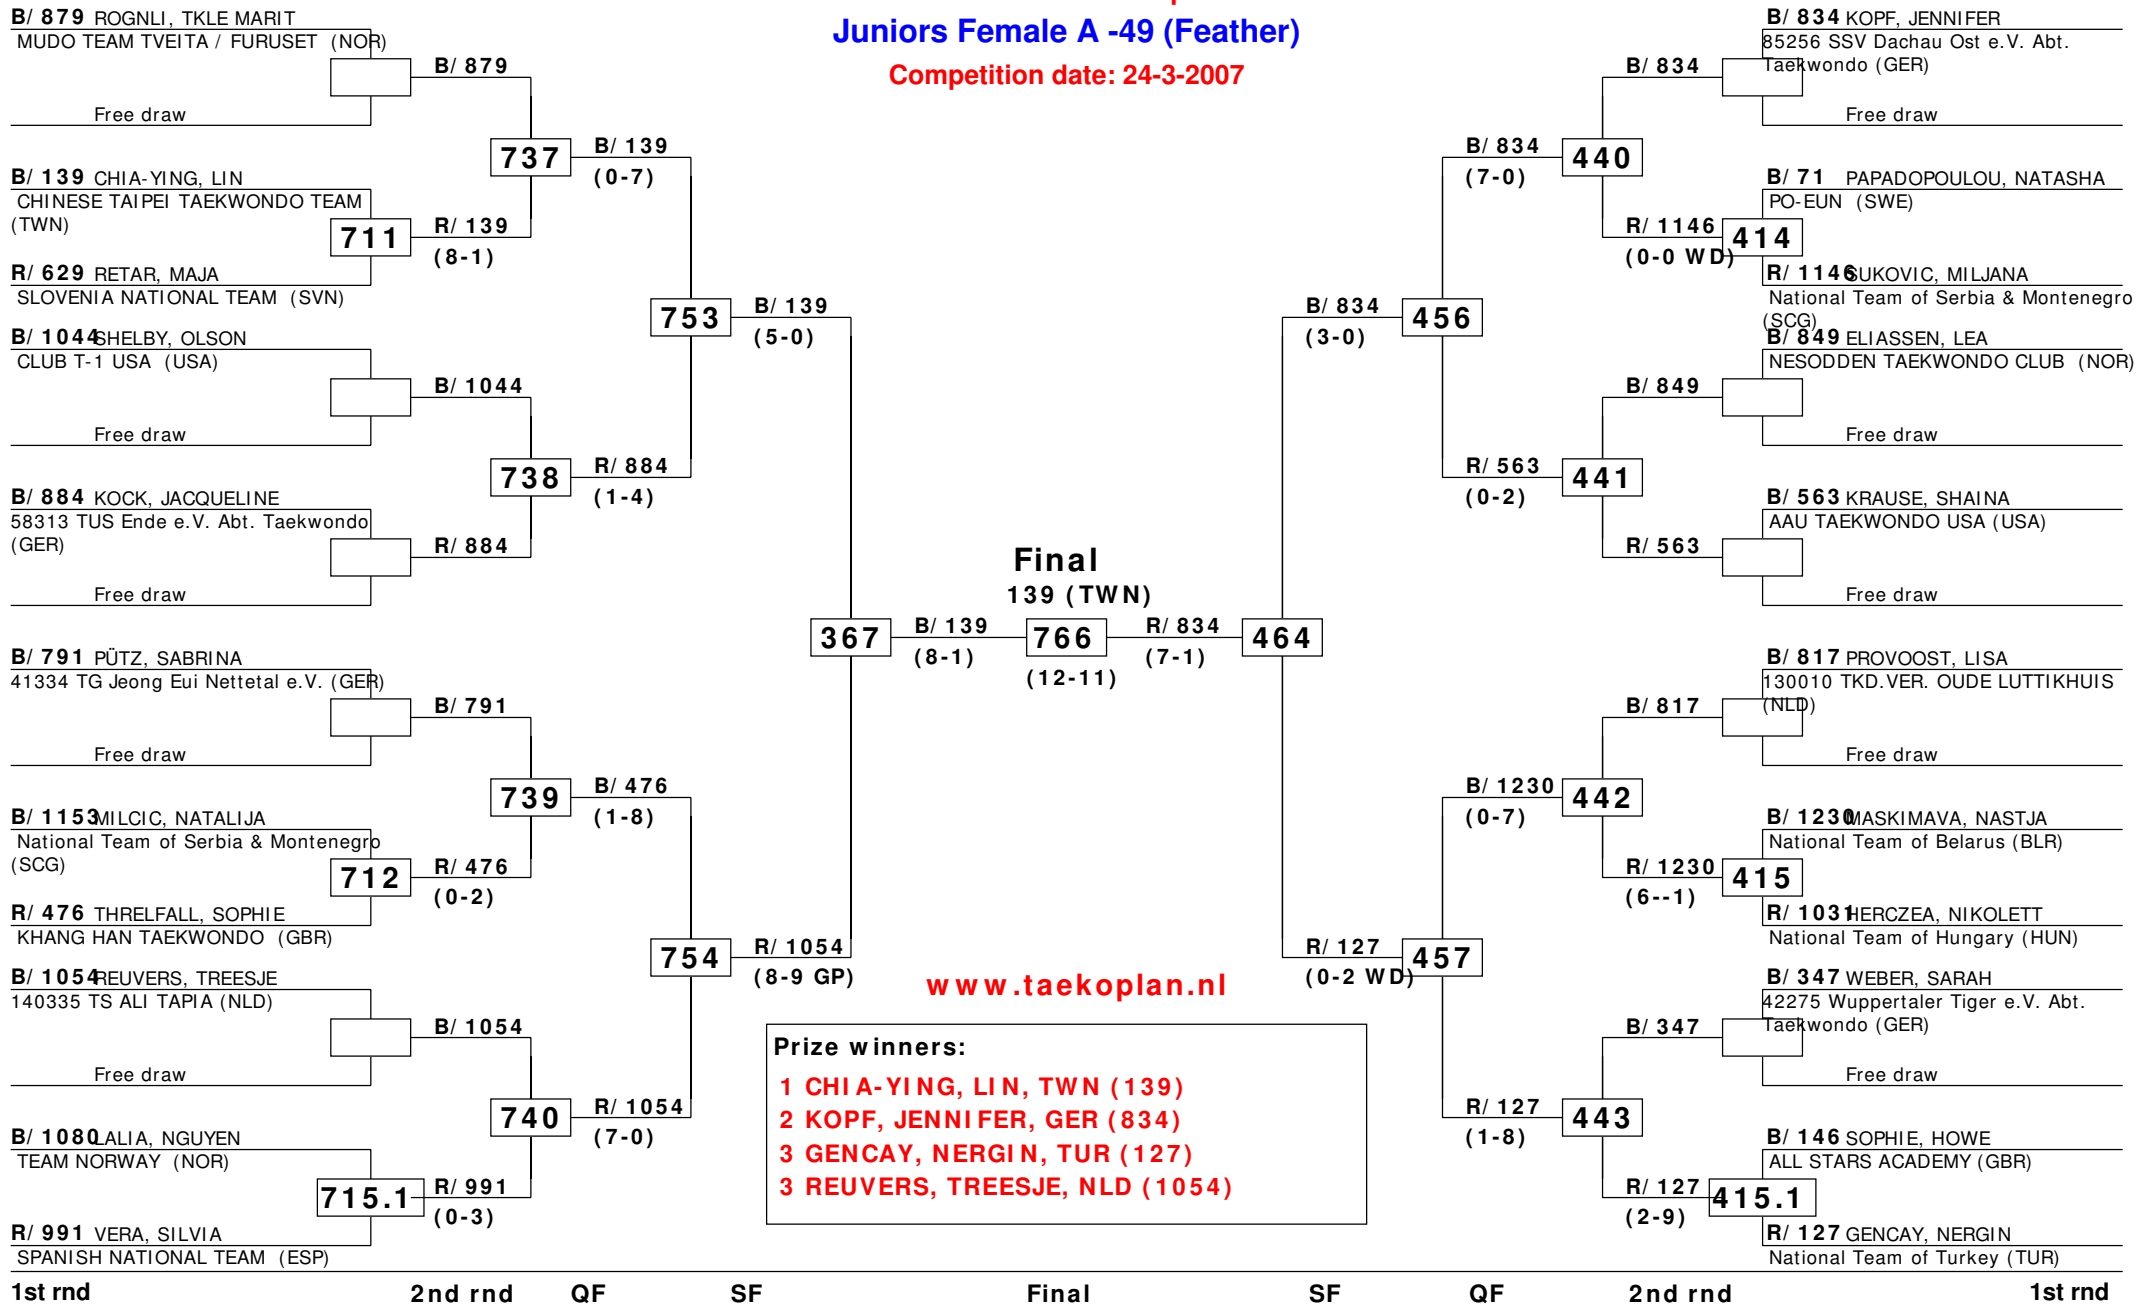 Juniors Female A -49 (Feather)
Competition date: 24-3-2007
B/ 879 ROGNLI, TKLE MARIT
MUDO TEAM TVEITA / FURUSET (NOR)
B/ 879
Free draw
737
B/ 139
(0-7)
B/ 139 CHIA-YING, LIN
CHINESE TAIPEI TAEKWONDO TEAM
(TWN)
711
R/ 139
(8-1)
R/ 629 RETAR, MAJA
SLOVENIA NATIONAL TEAM (SVN)
753
B/ 139
(5-0)
B/ 1044 SHELBY, OLSON
CLUB T-1 USA (USA)
B/ 1044
Free draw
738
R/ 884
(1-4)
B/ 884 KOCK, JACQUELINE
58313 TUS Ende e.V. Abt. Taekwondo
(GER)
R/ 884
Free draw
367
B/ 139
(8-1)
B/ 791 PÜTZ, SABRINA
41334 TG Jeong Eui Nettetal e.V. (GER)
B/ 791
Free draw
739
B/ 476
(1-8)
B/ 1153 MILCIC, NATALIJA
National Team of Serbia & Montenegro
(SCG)
712
R/ 476
(0-2)
R/ 476 THRELFALL, SOPHIE
KHANG HAN TAEKWONDO (GBR)
754
R/ 1054
(8-9 GP)
B/ 1054 REUVERS, TREESJE
140335 TS ALI TAPIA (NLD)
B/ 1054
Free draw
740
R/ 1054
(7-0)
B/ 1080 LALIA, NGUYEN
TEAM NORWAY (NOR)
715.1
R/ 991
(0-3)
R/ 991 VERA, SILVIA
SPANISH NATIONAL TEAM (ESP)
Final
139 (TWN)
766
(12-11)
R/ 834
(7-1)
464
B/ 834 KOPF, JENNIFER
85256 SSV Dachau Ost e.V. Abt.
Taekwondo (GER)
B/ 834
Free draw
B/ 834
(7-0)
440
B/ 71 PAPADOPOULOU, NATASHA
PO-EUN (SWE)
R/ 1146
(0-0 WD)
414
R/ 1146 SUKOVIC, MILJANA
National Team of Serbia & Montenegro
(SCG)
B/ 834
(3-0)
456
B/ 849 ELIASSEN, LEA
NESODDEN TAEKWONDO CLUB (NOR)
B/ 849
Free draw
R/ 563
(0-2)
441
B/ 563 KRAUSE, SHAINA
AAU TAEKWONDO USA (USA)
R/ 563
Free draw
B/ 817 PROVOOST, LISA
130010 TKD.VER. OUDE LUTTIKHUIS
(NLD)
B/ 817
Free draw
B/ 1230
(0-7)
442
B/ 1230 MASKIMAVA, NASTJA
National Team of Belarus (BLR)
R/ 1230
(6--1)
415
R/ 1031 HERCZEA, NIKOLETT
National Team of Hungary (HUN)
R/ 127
(0-2 WD)
457
B/ 347 WEBER, SARAH
42275 Wuppertaler Tiger e.V. Abt.
Taekwondo (GER)
B/ 347
Free draw
R/ 127
(1-8)
443
B/ 146 SOPHIE, HOWE
ALL STARS ACADEMY (GBR)
R/ 127
(2-9)
415.1
R/ 127 GENCAY, NERGIN
National Team of Turkey (TUR)
www.taekoplan.nl
Prize winners:
1 CHIA-YING, LIN, TWN (139)
2 KOPF, JENNIFER, GER (834)
3 GENCAY, NERGIN, TUR (127)
3 REUVERS, TREESJE, NLD (1054)
1st rnd 2nd rnd QF SF Final SF QF 2nd rnd 1st rnd